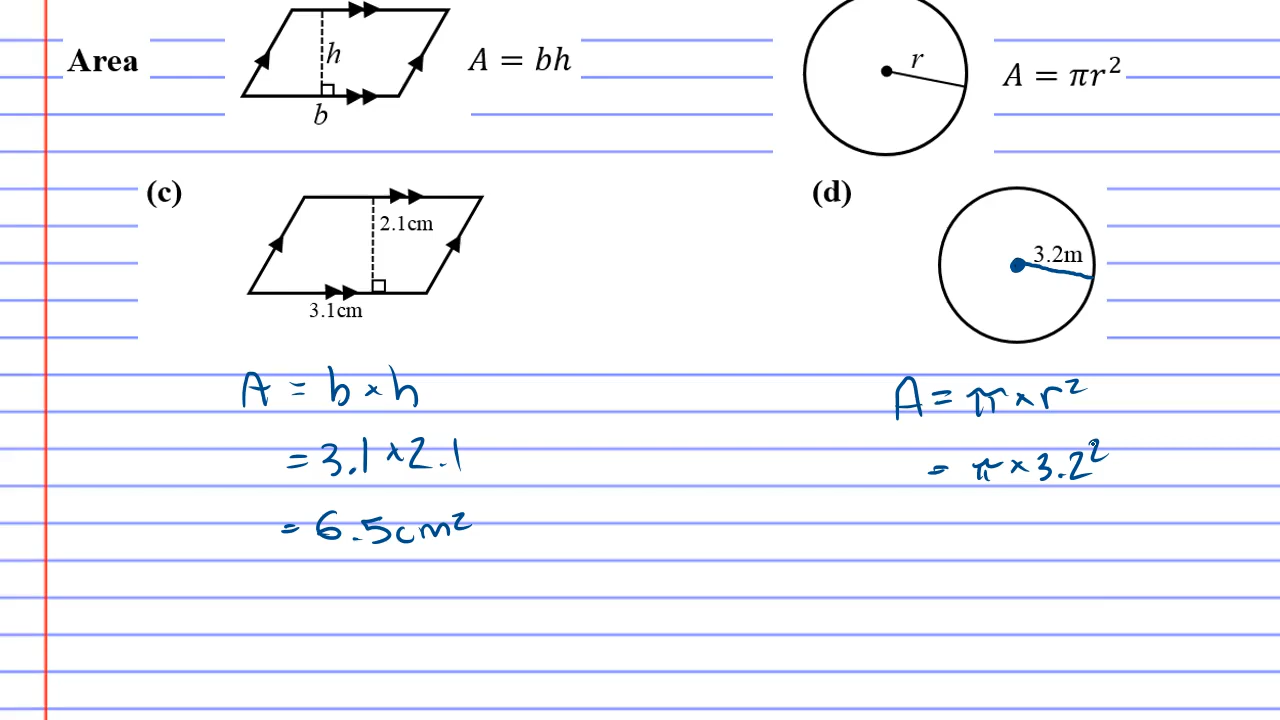 Area
h
b
A = bh
r
A = πr²
(c)
2.1cm
3.1cm
(d)
3.2m
A = b × h
= 3.1 × 2.1
= 6.5cm²
A = π × r²
= π × 3.2²